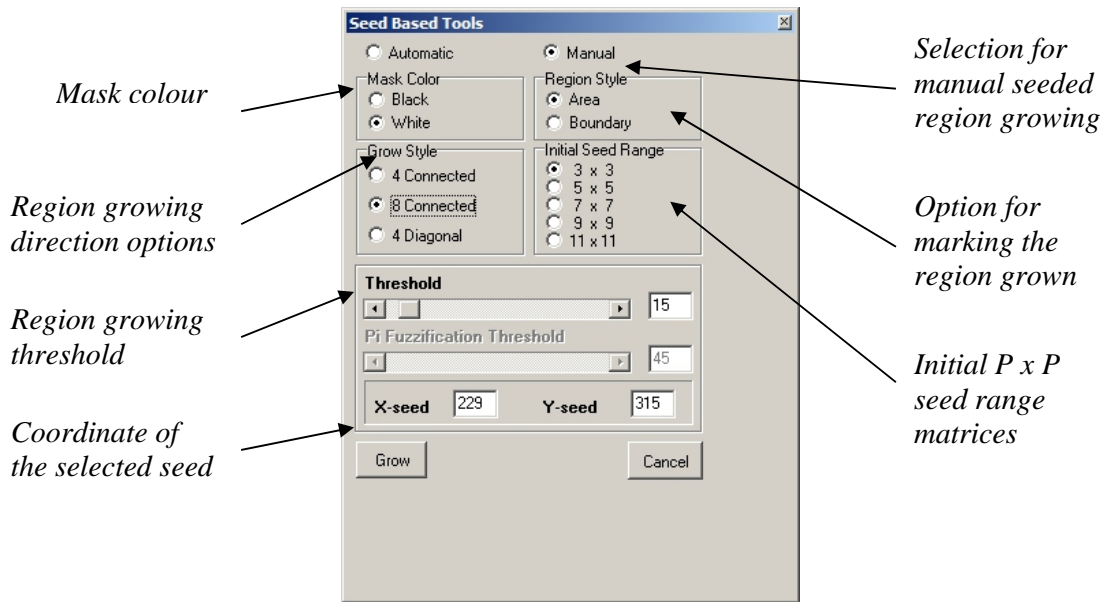 Seed Based Tools
Automatic
Manual
Mask Color
Black
White
Region Style
Area
Boundary
Grow Style
4 Connected
8 Connected
4 Diagonal
Initial Seed Range
3 x 3
5 x 5
7 x 7
9 x 9
11 x 11
Threshold
15
Pi Fuzzification Threshold
45
X-seed 229
Y-seed 315
Grow
Cancel
Mask colour
Region growing
direction options
Region growing
threshold
Coordinate of
the selected seed
Selection for
manual seeded
region growing
Option for
marking the
region grown
Initial P x P
seed range
matrices